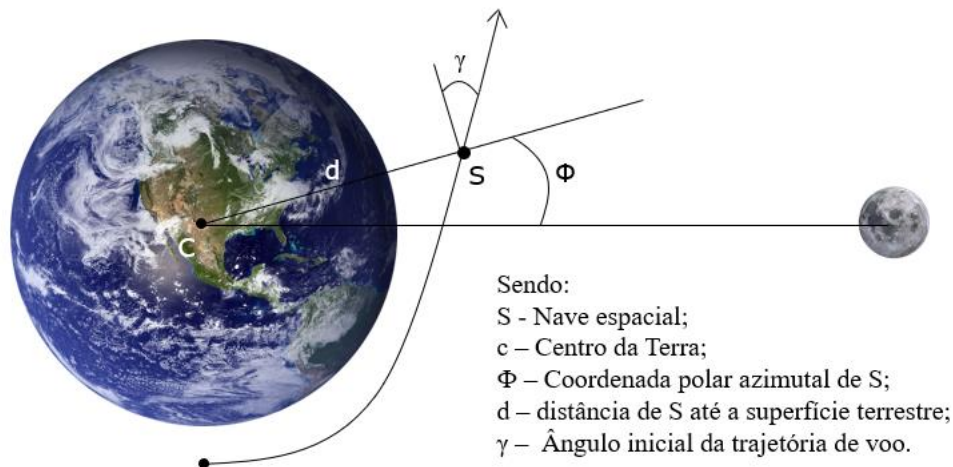 γ
d
S
Φ
C
Sendo:
S - Nave espacial;
c – Centro da Terra;
Φ – Coordenada polar azimutal de S;
d – distância de S até a superfície terrestre;
γ – Ângulo inicial da trajetória de voo.